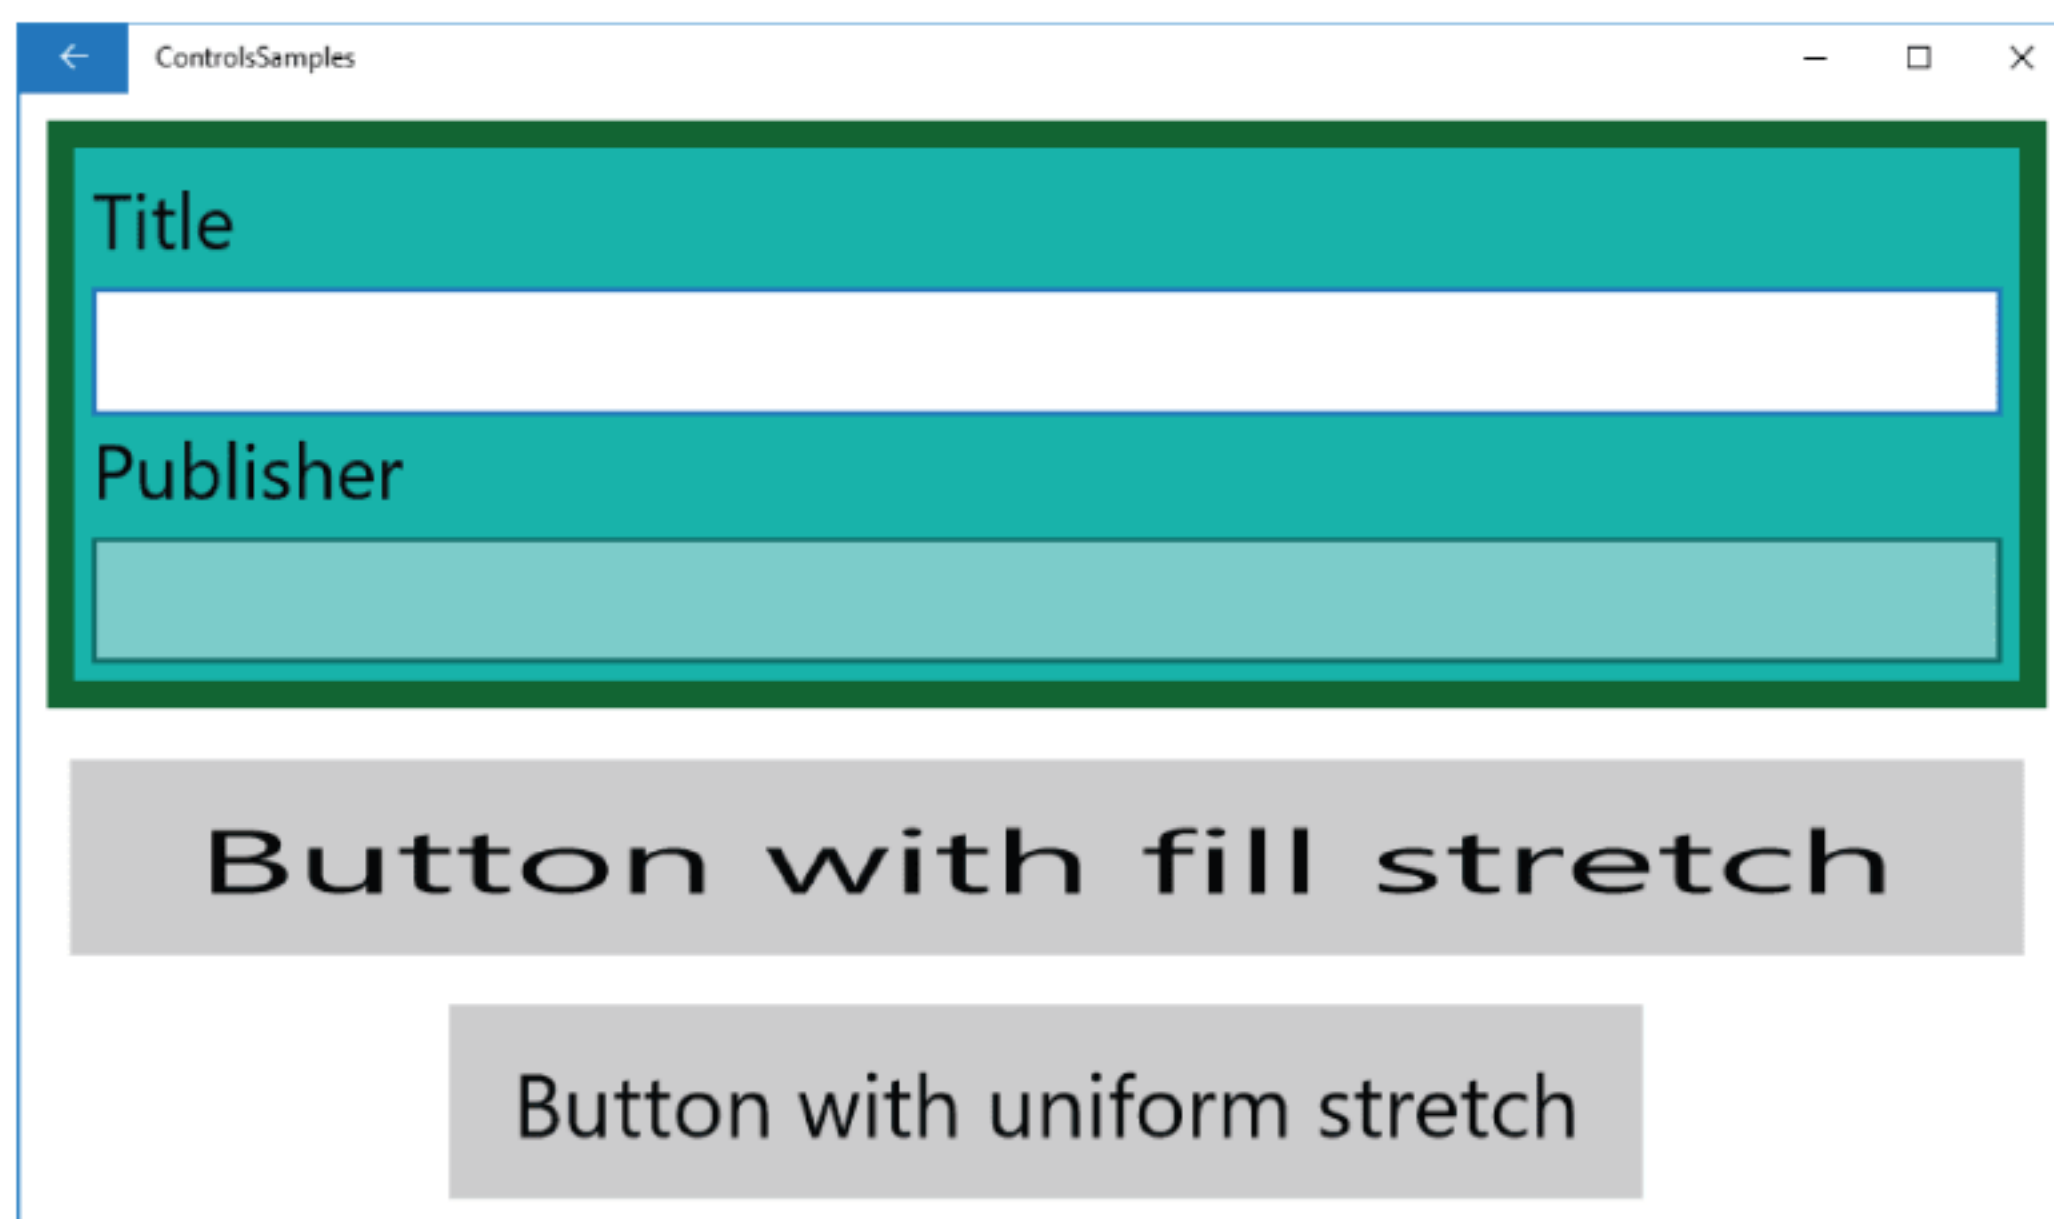 ControlsSamples
Title
Publisher
Button with fill stretch
Button with uniform stretch